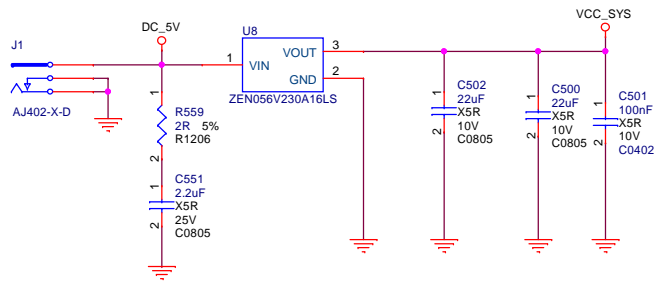 J1
AJ402-X-D
DC_5V
1
R559
2R 5%
R1206
2
1
C551
2.2uF
X5R
25V
C0805
2
U8
1
VIN
VOUT
3
GND
2
ZEN056V230A16LS
VCC_SYS
1
C502
22uF
X5R
10V
C0805
2
1
C500
22uF
X5R
10V
C0805
2
1
C501
100nF
X5R
10V
C0402
2